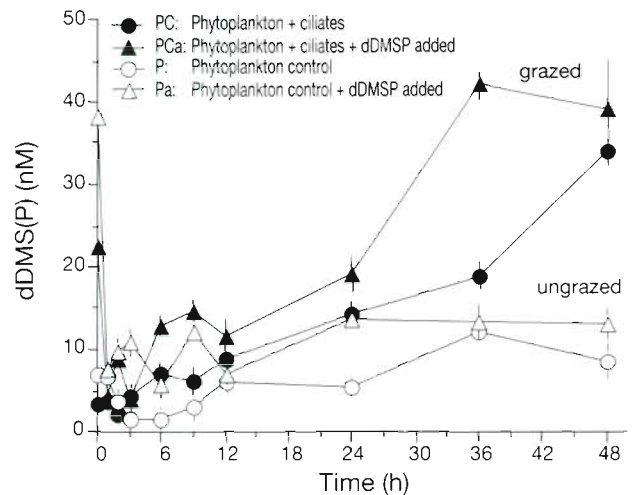 PC: Phytoplankton + ciliates
PCa: Phytoplankton + ciliates + dDMSP added
P: Phytoplankton control
Pa: Phytoplankton control + dDMSP added
grazed
ungrazed
50
40
30
20
10
0
dDMS(P) (nM)
0 6 12 18 24 30 36 42 48
Time (h)